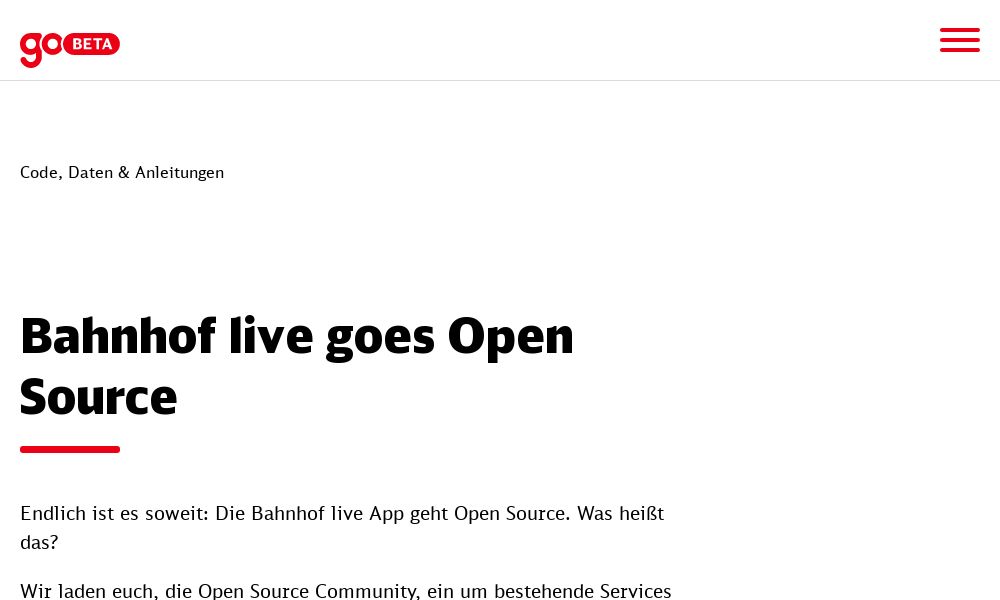 go BETA
Code, Daten & Anleitungen
Bahnhof live goes Open
Source
Endlich ist es soweit: Die Bahnhof live App geht Open Source. Was heißt
das?
Wir laden euch, die Open Source Community, ein um bestehende Services